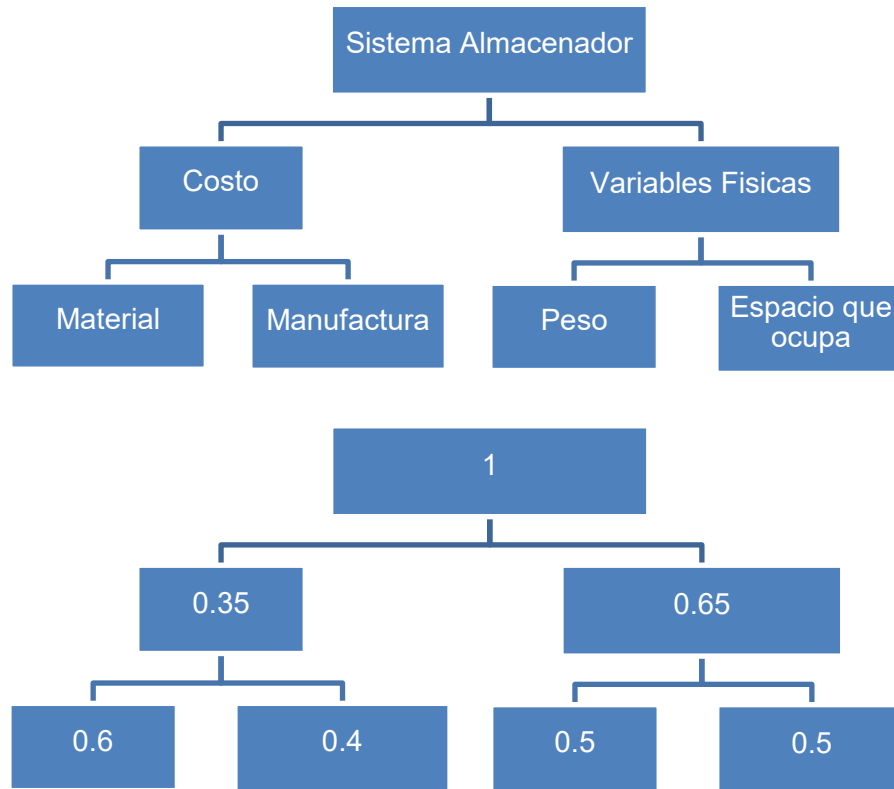 Sistema Almacenador
Costo
Variables Fisicas
Material
Manufactura
Peso
Espacio que
ocupa
1
0.35
0.65
0.6
0.4
0.5
0.5